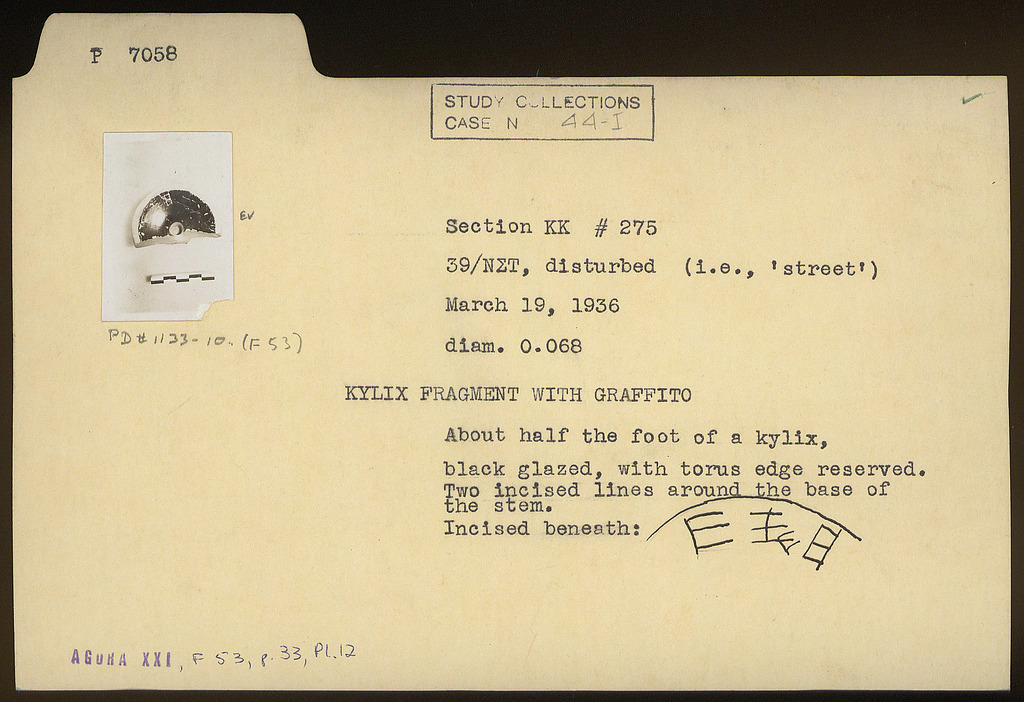 P 7058
STUDY COLLECTIONS
CASE N 44-I
EV
Section KK # 275
39/ΝΣΤ, disturbed (i.e., 'street')
March 19, 1936
PD# 1133-10. (F 53)
diam. 0.068
KYLIX FRAGMENT WITH GRAFFITO
About half the foot of a kylix,
black glazed, with torus edge reserved.
Two incised lines around the base of
the stem.
Incised beneath:
AGORA XXI, F 53, p. 33, Pl. 12